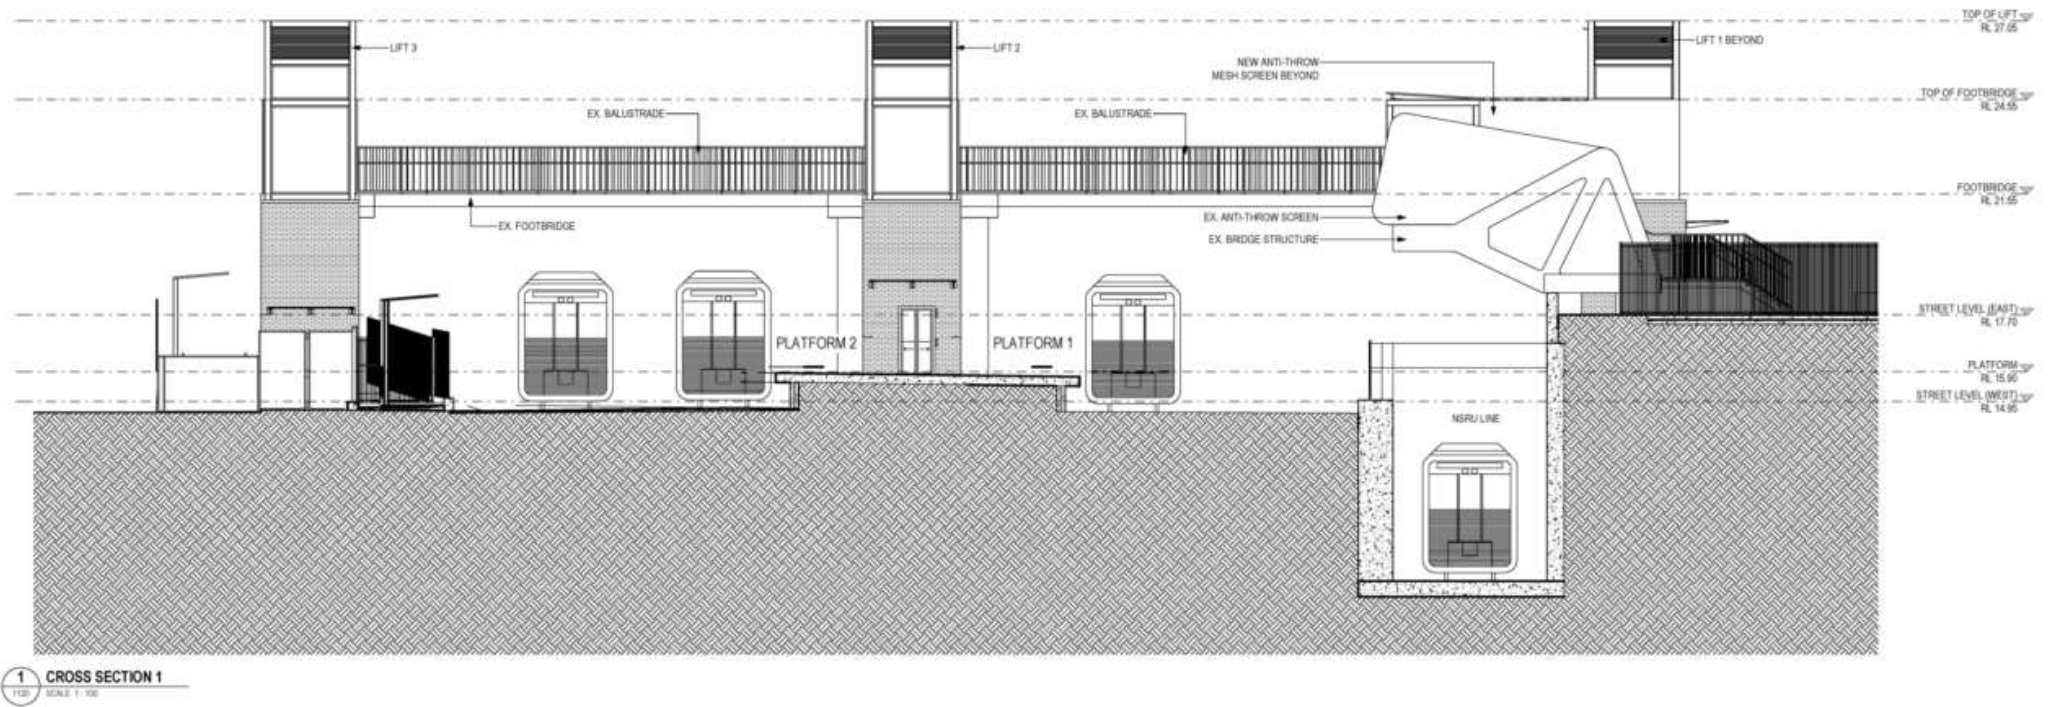 TOP OF LIFT
RL 27.05
LIFT 3
LIFT 2
LIFT 1 BEYOND
NEW ANTI-THROW
MESH SCREEN BEYOND
TOP OF FOOTBRIDGE
RL 24.55
EX. BALUSTRADE
EX. BALUSTRADE
FOOTBRIDGE
RL 21.55
EX. FOOTBRIDGE
EX. ANTI-THROW SCREEN
EX. BRIDGE STRUCTURE
STREET LEVEL (EAST)
RL 17.70
PLATFORM 2
PLATFORM 1
PLATFORM
RL 15.90
STREET LEVEL (WEST)
RL 14.95
NSRU LINE
1
CROSS SECTION 1
SCALE 1 : 100